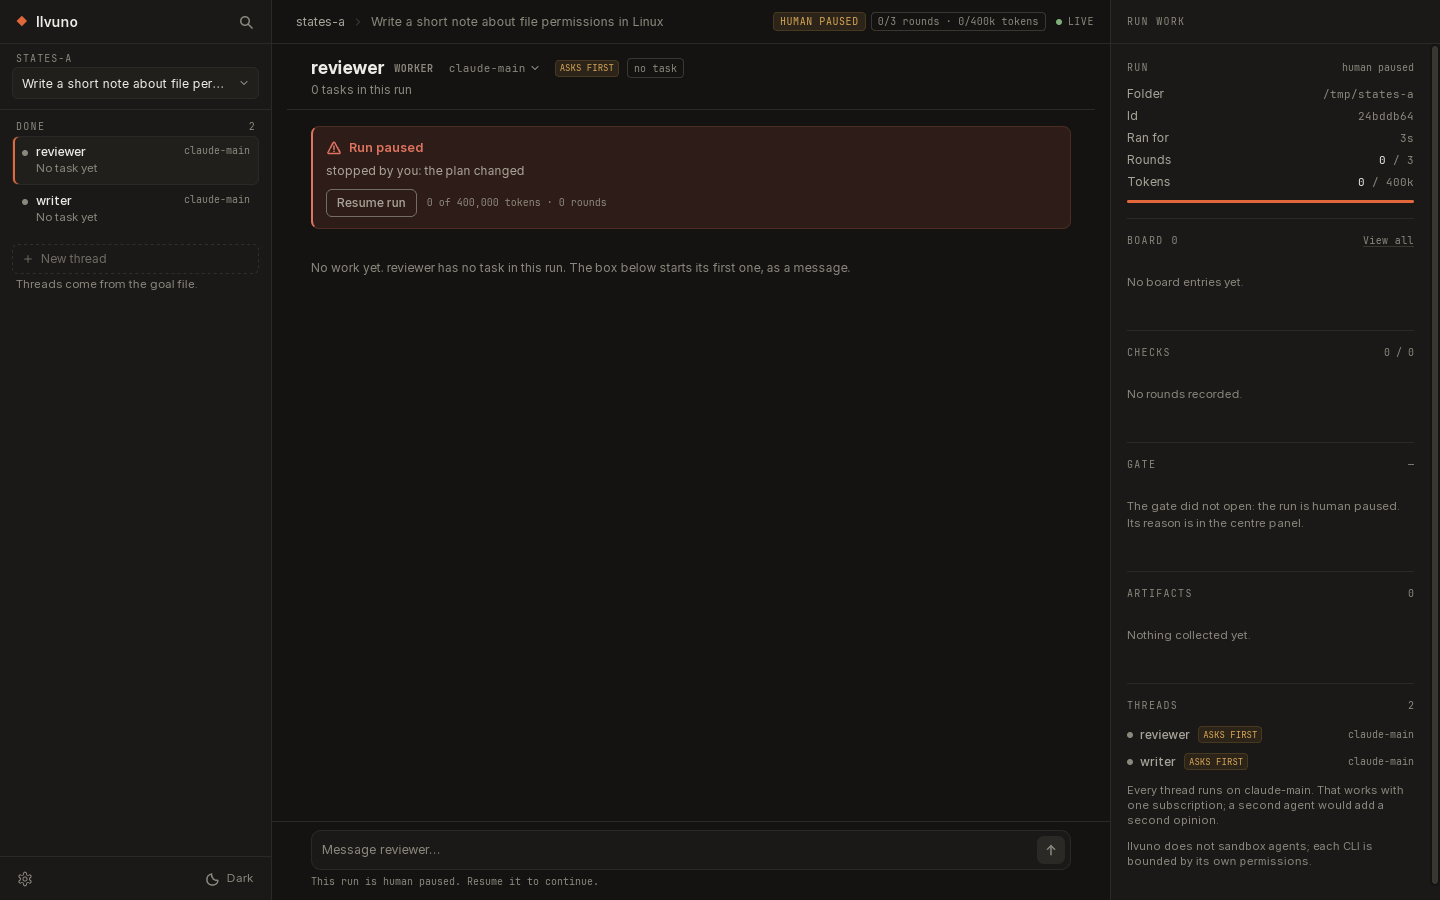 llvuno
STATES-A
Write a short note about file per...
DONE 2
reviewer claude-main
No task yet
writer claude-main
No task yet
+ New thread
Threads come from the goal file.
Dark
states-a > Write a short note about file permissions in Linux
HUMAN PAUSED 0/3 rounds · 0/400k tokens LIVE
reviewer WORKER claude-main ASKS FIRST no task
0 tasks in this run
Run paused
stopped by you: the plan changed
Resume run 0 of 400,000 tokens · 0 rounds
No work yet. reviewer has no task in this run. The box below starts its first one, as a message.
Message reviewer...
This run is human paused. Resume it to continue.
RUN WORK
RUN human paused
Folder /tmp/states-a
Id 24bddb64
Ran for 3s
Rounds 0 / 3
Tokens 0 / 400k
BOARD 0 View all
No board entries yet.
CHECKS 0 / 0
No rounds recorded.
GATE –
The gate did not open: the run is human paused.
Its reason is in the centre panel.
ARTIFACTS 0
Nothing collected yet.
THREADS 2
reviewer ASKS FIRST claude-main
writer ASKS FIRST claude-main
Every thread runs on claude-main. That works with
one subscription; a second agent would add a
second opinion.
llvuno does not sandbox agents; each CLI is
bounded by its own permissions.